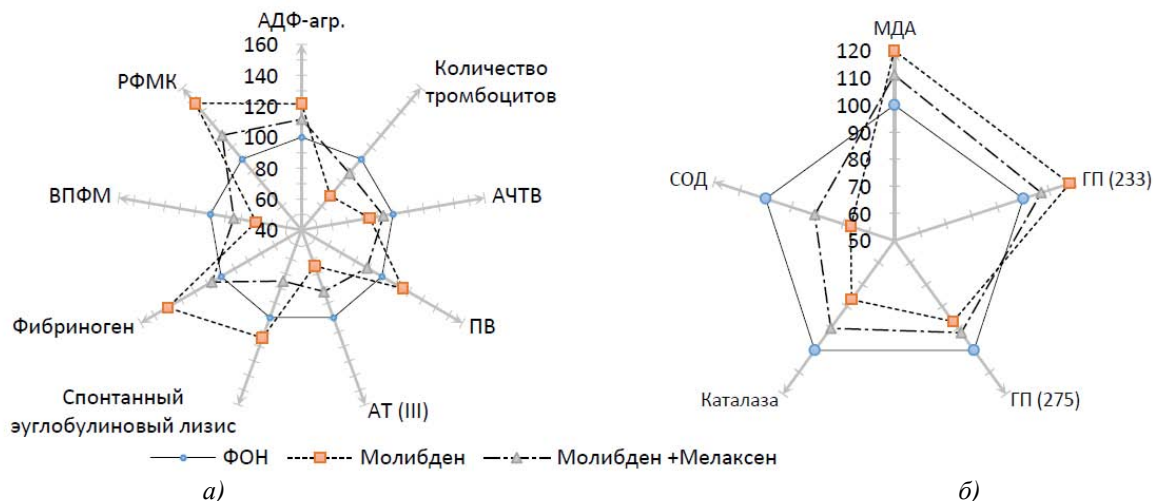 АДФ-агр.
160
140
120
100
80
60
40
Количество
тромбоцитов
АЧТВ
ПВ
АТ (III)
Спонтанный
эуглобулиновый лизис
Фибриноген
ВПФМ
РФМК
МДА
120
110
100
90
80
70
60
50
ГП (233)
ГП (275)
Каталаза
СОД
ФОН
Молибден
Молибден +Мелаксен
а)
б)